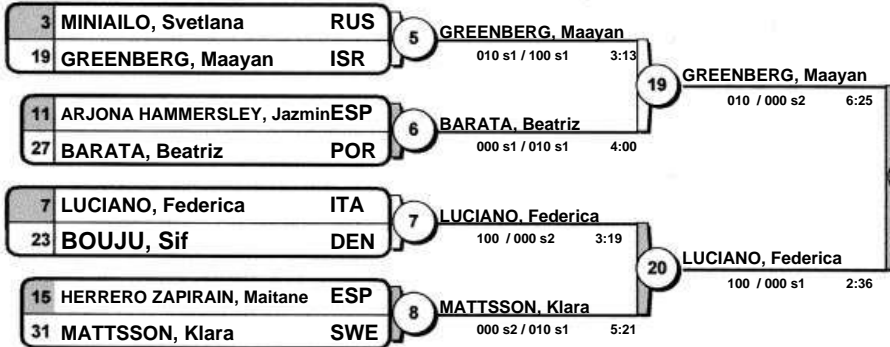 3 MINIAILO, Svetlana RUS
19 GREENBERG, Maayan ISR
5
GREENBERG, Maayan
010 s1 / 100 s1 3:13
11 ARJONA HAMMERSLEY, Jazmin ESP
27 BARATA, Beatriz POR
6
BARATA, Beatriz
000 s1 / 010 s1 4:00
19
GREENBERG, Maayan
010 / 000 s2 6:25
7 LUCIANO, Federica ITA
23 BOUJU, Sif DEN
7
LUCIANO, Federica
100 / 000 s2 3:19
15 HERRERO ZAPIRAIN, Maitane ESP
31 MATTSSON, Klara SWE
8
MATTSSON, Klara
000 s2 / 010 s1 5:21
20
LUCIANO, Federica
100 / 000 s1 2:36